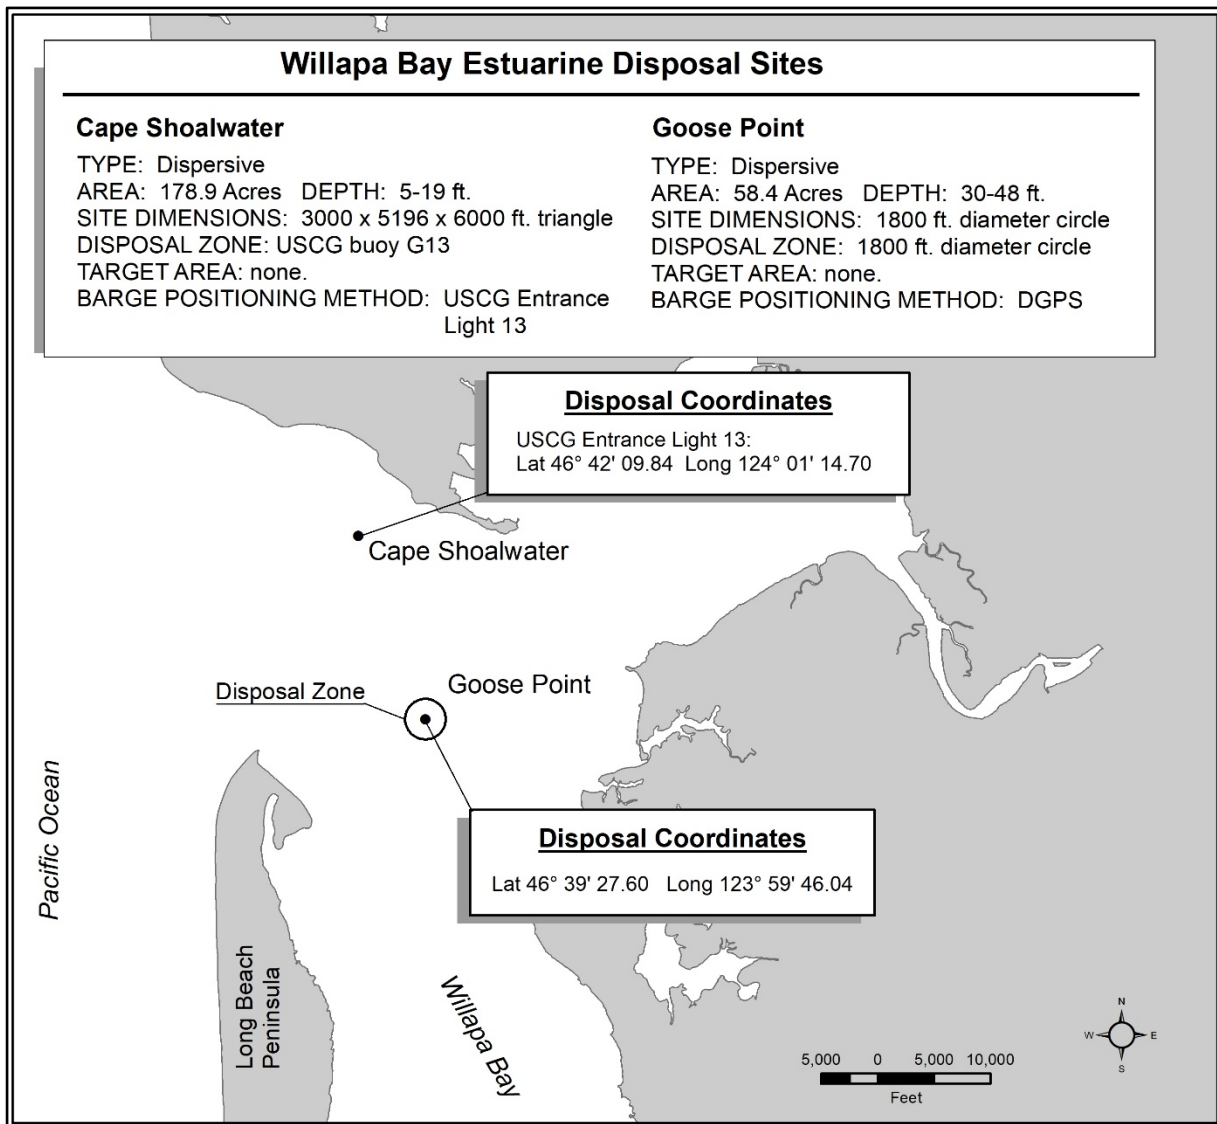 Willapa Bay Estuarine Disposal Sites
Cape Shoalwater
TYPE: Dispersive
AREA: 178.9 Acres DEPTH: 5-19 ft.
SITE DIMENSIONS: 3000 x 5196 x 6000 ft. triangle
DISPOSAL ZONE: USCG buoy G13
TARGET AREA: none.
BARGE POSITIONING METHOD: USCG Entrance
Light 13
Goose Point
TYPE: Dispersive
AREA: 58.4 Acres DEPTH: 30-48 ft.
SITE DIMENSIONS: 1800 ft. diameter circle
DISPOSAL ZONE: 1800 ft. diameter circle
TARGET AREA: none.
BARGE POSITIONING METHOD: DGPS
Disposal Coordinates
USCG Entrance Light 13:
Lat 46° 42' 09.84 Long 124° 01' 14.70
Cape Shoalwater
Goose Point
Disposal Zone
Disposal Coordinates
Lat 46° 39' 27.60 Long 123° 59' 46.04
Pacific Ocean
Long Beach
Peninsula
Willapa Bay
5,000 0 5,000 10,000
Feet
N
W E
S